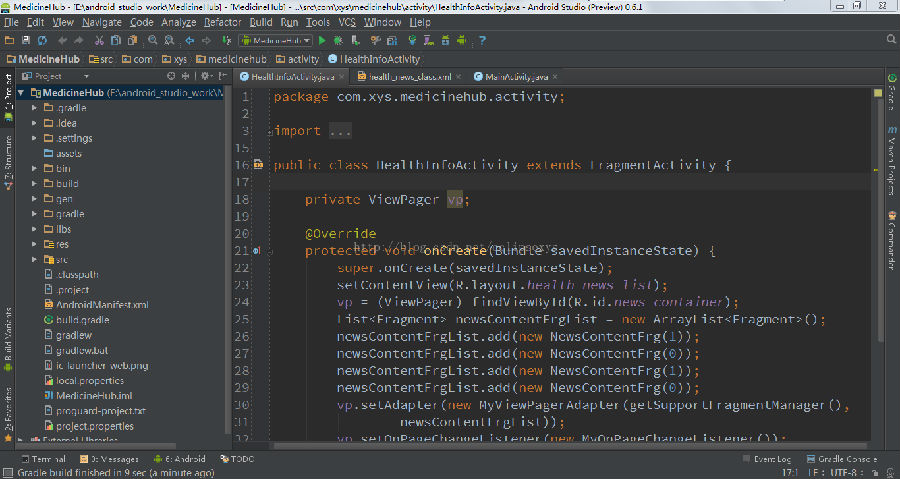 MedicineHub - [E:\android_studio_work\MedicineHub] - [MedicineHub] - ...\src\com\xys\medicinehub\activity\HealthInfoActivity.java - Android Studio (Preview) 0.6.1
File Edit View Navigate Code Analyze Refactor Build Run Tools VCS Window Help
MedicineHub
MedicineHub src com xys medicinehub activity HealthInfoActivity
Project
HealthInfoActivity.java health_news_class.xml MainActivity.java
1: Project
2: Structure
Build Variants
2: Favorites
MedicineHub (E:\android_studio_work\M
.gradle
.idea
.settings
assets
bin
build
gen
gradle
libs
res
src
.classpath
.project
AndroidManifest.xml
build.gradle
gradlew
gradlew.bat
ic_launcher-web.png
local.properties
MedicineHub.iml
proguard-project.txt
project.properties
External Libraries
1 package com.xys.medicinehub.activity;
2
3 import ...
15
16 public class HealthInfoActivity extends FragmentActivity {
17
18 private ViewPager vp;
19
20 @Override
21 protected void onCreate(Bundle savedInstanceState) {
22 super.onCreate(savedInstanceState);
23 setContentView(R.layout.health_news_list);
24 vp = (ViewPager) findViewById(R.id.news_container);
25 List<Fragment> newsContentFrgList = new ArrayList<Fragment>();
26 newsContentFrgList.add(new NewsContentFrg(1));
27 newsContentFrgList.add(new NewsContentFrg(0));
28 newsContentFrgList.add(new NewsContentFrg(1));
29 newsContentFrgList.add(new NewsContentFrg(0));
30 vp.setAdapter(new MyViewPagerAdapter(getSupportFragmentManager(),
31 newsContentFrgList));
32 vp.setOnPageChangeListener(new MyOnPageChangeListener());
Gradle
Maven Projects
Commander
Terminal 0: Messages 6: Android TODO
Event Log Gradle Console
Gradle build finished in 9 sec (a minute ago)
17:1 LF: UTF-8: